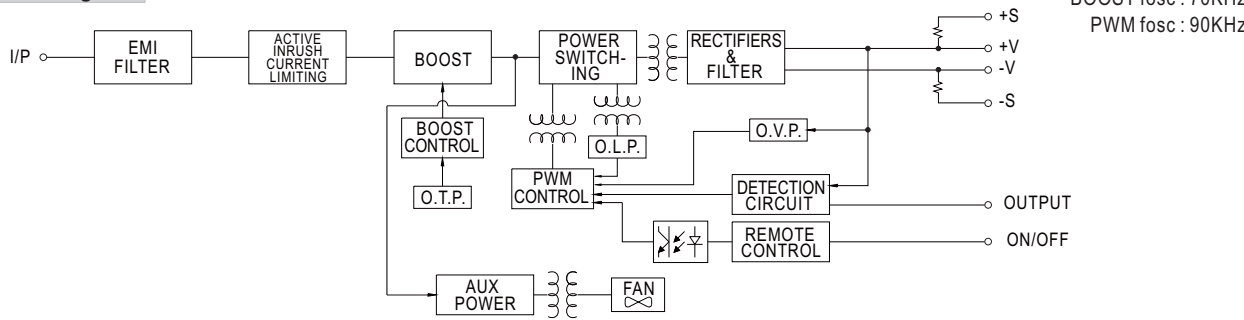 BOOST fosc : 70KHz
PWM fosc : 90KHz
I/P
EMI
FILTER
ACTIVE
INRUSH
CURRENT
LIMITING
BOOST
POWER
SWITCH-
ING
RECTIFIERS
&
FILTER
+S
+V
-V
-S
BOOST
CONTROL
O.T.P.
O.L.P.
O.V.P.
PWM
CONTROL
DETECTION
CIRCUIT
OUTPUT
REMOTE
CONTROL
ON/OFF
AUX
POWER
FAN